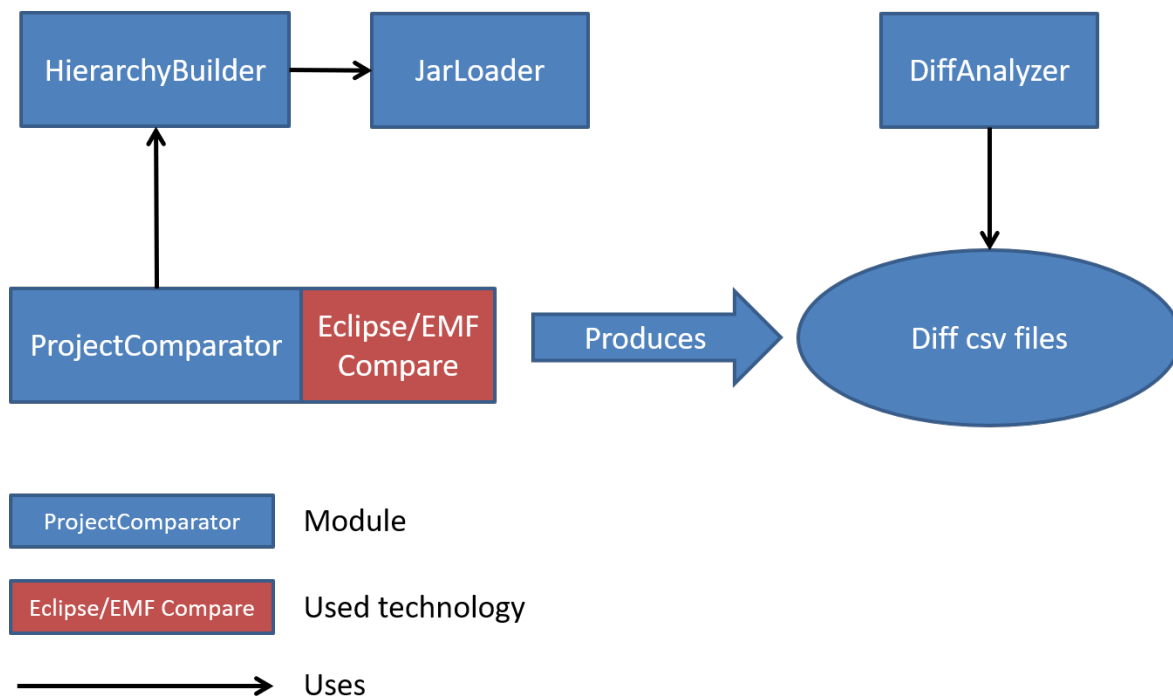 HierarchyBuilder
JarLoader
DiffAnalyzer
ProjectComparator
Eclipse/EMF
Compare
Produces
Diff csv files
ProjectComparator
Module
Eclipse/EMF Compare
Used technology
Uses